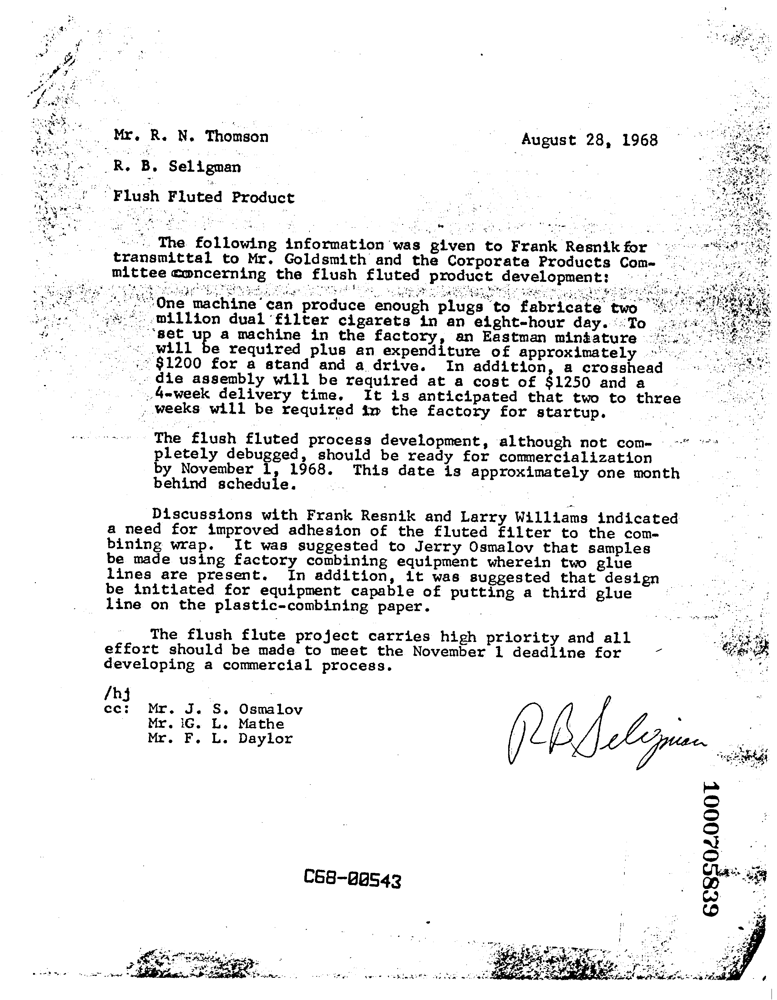 Mr. R. N. Thomson
August 28, 1968
R. B. Seligman
Flush Fluted Product
The following information was given to Frank Resnik for
transmittal to Mr. Goldsmith and the Corporate Products Com-
mittee concerning the flush fluted product development:
One machine can produce enough plugs to fabricate two
million dual filter cigarets in an eight-hour day. To
set up a machine in the factory, an Eastman miniature
will be required plus an expenditure of approximately
$1200 for a stand and a drive. In addition, a crosshead
die assembly will be required at a cost of $1250 and a
4-week delivery time. It is anticipated that two to three
weeks will be required in the factory for startup.
The flush fluted process development, although not com-
pletely debugged, should be ready for commercialization
by November 1, 1968. This date is approximately one month
behind schedule.
Discussions with Frank Resnik and Larry Williams indicated
a need for improved adhesion of the fluted filter to the com-
bining wrap. It was suggested to Jerry Osmalov that samples
be made using factory combining equipment wherein two glue
lines are present. In addition, it was suggested that design
be initiated for equipment capable of putting a third glue
line on the plastic-combining paper.
The flush flute project carries high priority and all
effort should be made to meet the November 1 deadline for
developing a commercial process.
/hj
cc: Mr. J. S. Osmalov
Mr. G. L. Mathe
Mr. F. L. Daylor
RB Seligman
1000705839
C68-00543